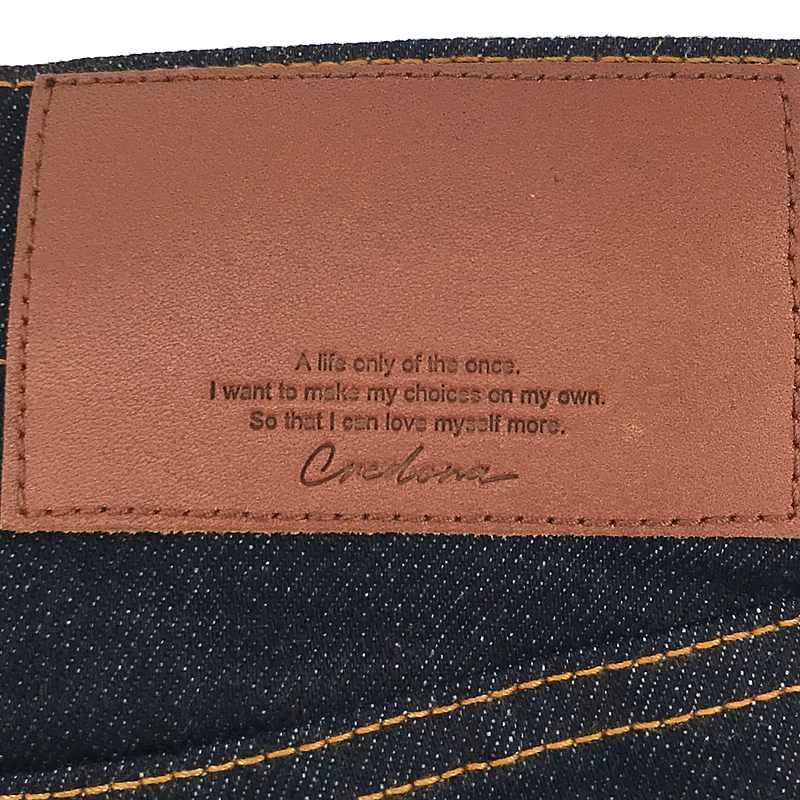 A life only of the once.
I want to make my choices on my own.
So that I can love myself more.
Credona